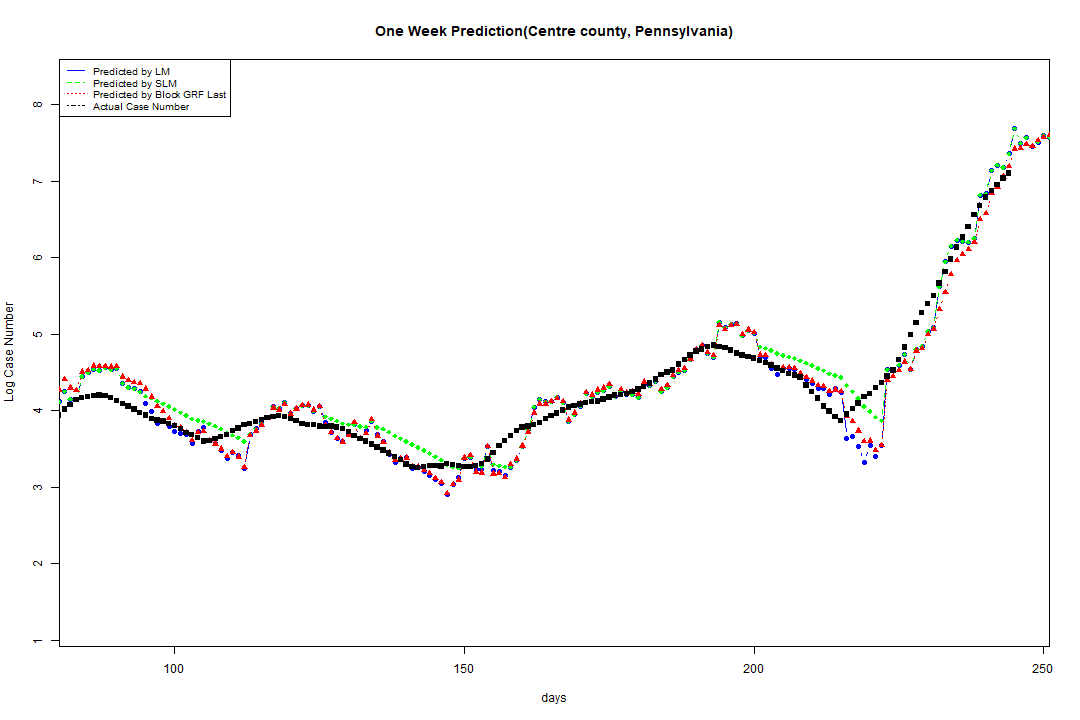 One Week Prediction(Centre county, Pennsylvania)
Predicted by LM
Predicted by SLM
Predicted by Block GRF Last
Actual Case Number
8
7
6
5
4
3
2
1
Log Case Number
100 150 200 250
days